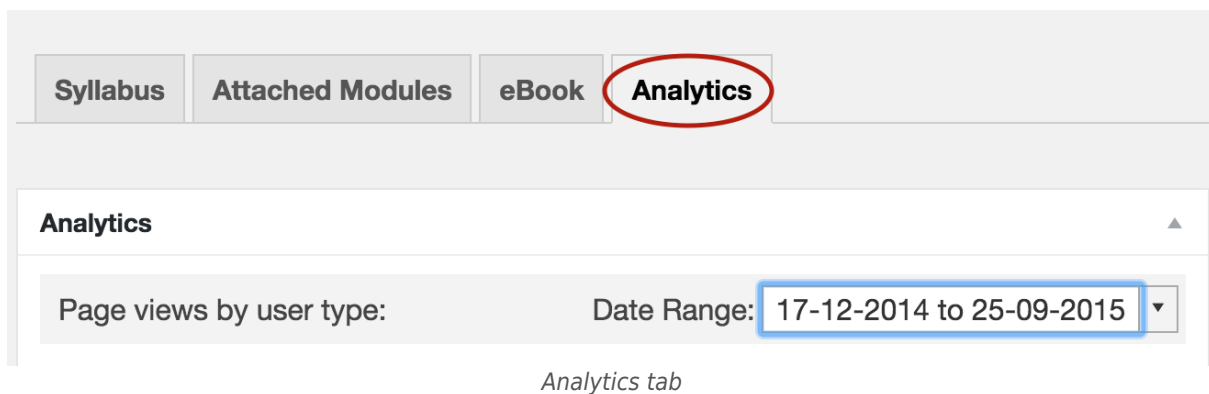 Syllabus Attached Modules eBook Analytics
Analytics
Page views by user type: Date Range: 17-12-2014 to 25-09-2015
Analytics tab